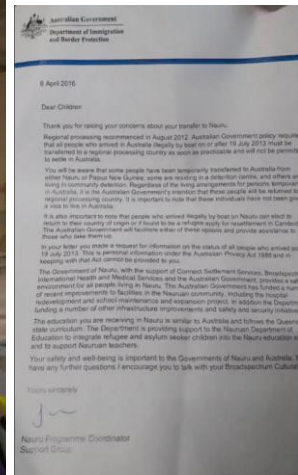 Australian Government
Department of Immigration
and Border Protection
6 April 2016
Dear Children
Thank you for raising your concerns about your transfer to Nauru.
Regional processing recommenced in August 2012. Australian Government policy requires
that all people who arrived in Australia illegally by boat on or after 19 July 2013 must be
transferred to a regional processing country as soon as practicable and will not be permitted
to settle in Australia.
You will be aware that some people have been temporarily transferred to Australia from
either Nauru or Papua New Guinea, some are residing in a detention centre, and others are
living in community detention. Regardless of the living arrangements for persons temporarily
in Australia, it is the Australian Government's intention that these people will be returned to
regional processing country. It is important to note that these individuals have not been given
a visa to live in Australia.
It is also important to note that people who arrived illegally by boat on Nauru can elect to
return to their country of origin or if found to be a refugee apply for resettlement in Cambodia.
The Australian Government will facilitate either of these options and provide assistance to
those who take them up.
In your letter you made a request for information on the status of all people who arrived post
19 July 2013. This is personal information under the Australian Privacy Act 1988 and in
keeping with that Act cannot be provided to you.
The Government of Nauru, with the support of Connect Settlement Services, Broadspectrum
International Health and Medical Services and the Australian Government, provides a safe
environment for all people living in Nauru. The Australian Government has funded a number
of recent improvements to facilities in the Nauruan community, including the hospital
redevelopment and school maintenance and expansion project. In addition the Department
funding a number of other infrastructure improvements and safety and security initiatives
The education you are receiving in Nauru is similar to Australia and follows the Queensland
state curriculum. The Department is providing support to the Nauruan Department of
Education to integrate refugee and asylum seeker children into the Nauru education
and to support Nauruan teachers.
Your safety and well-being is important to the Governments of Nauru and Australia.
have any further questions I encourage you to talk with your Broadspectrum Cultural
Yours sincerely
Nauru Programme Coordinator
Support Group